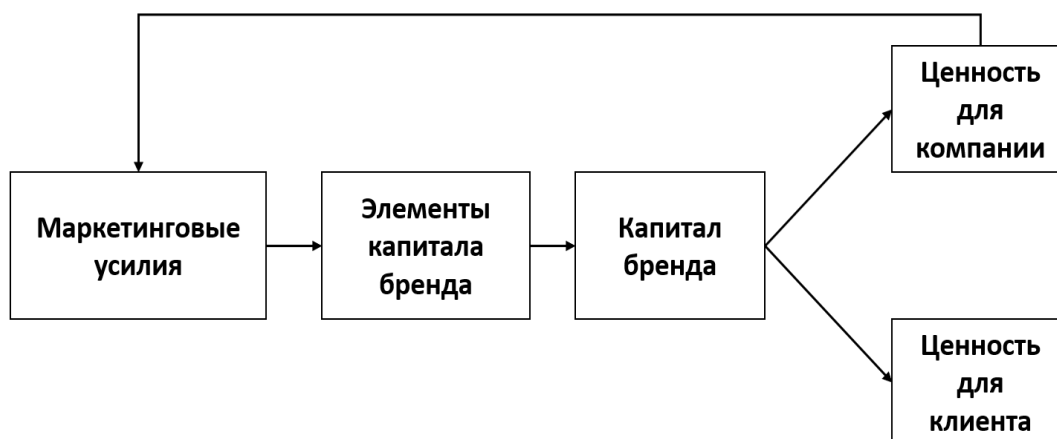 Маркетинговые
усилия
Элементы
капитала
бренда
Капитал
бренда
Ценность
для
компании
Ценность
для
клиента